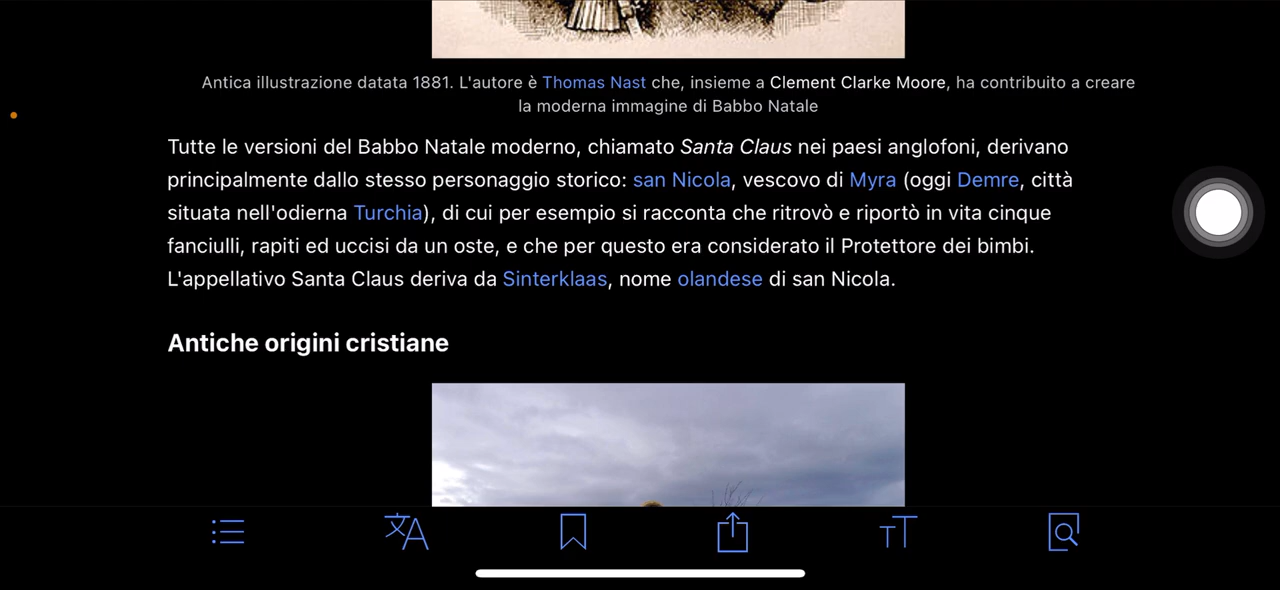 Antica illustrazione datata 1881. L'autore è Thomas Nast che, insieme a Clement Clarke Moore, ha contribuito a creare
la moderna immagine di Babbo Natale
Tutte le versioni del Babbo Natale moderno, chiamato Santa Claus nei paesi anglofoni, derivano
principalmente dallo stesso personaggio storico: san Nicola, vescovo di Myra (oggi Demre, città
situata nell'odierna Turchia), di cui per esempio si racconta che ritrovò e riportò in vita cinque
fanciulli, rapiti ed uccisi da un oste, e che per questo era considerato il Protettore dei bimbi.
L'appellativo Santa Claus deriva da Sinterklaas, nome olandese di san Nicola.
Antiche origini cristiane